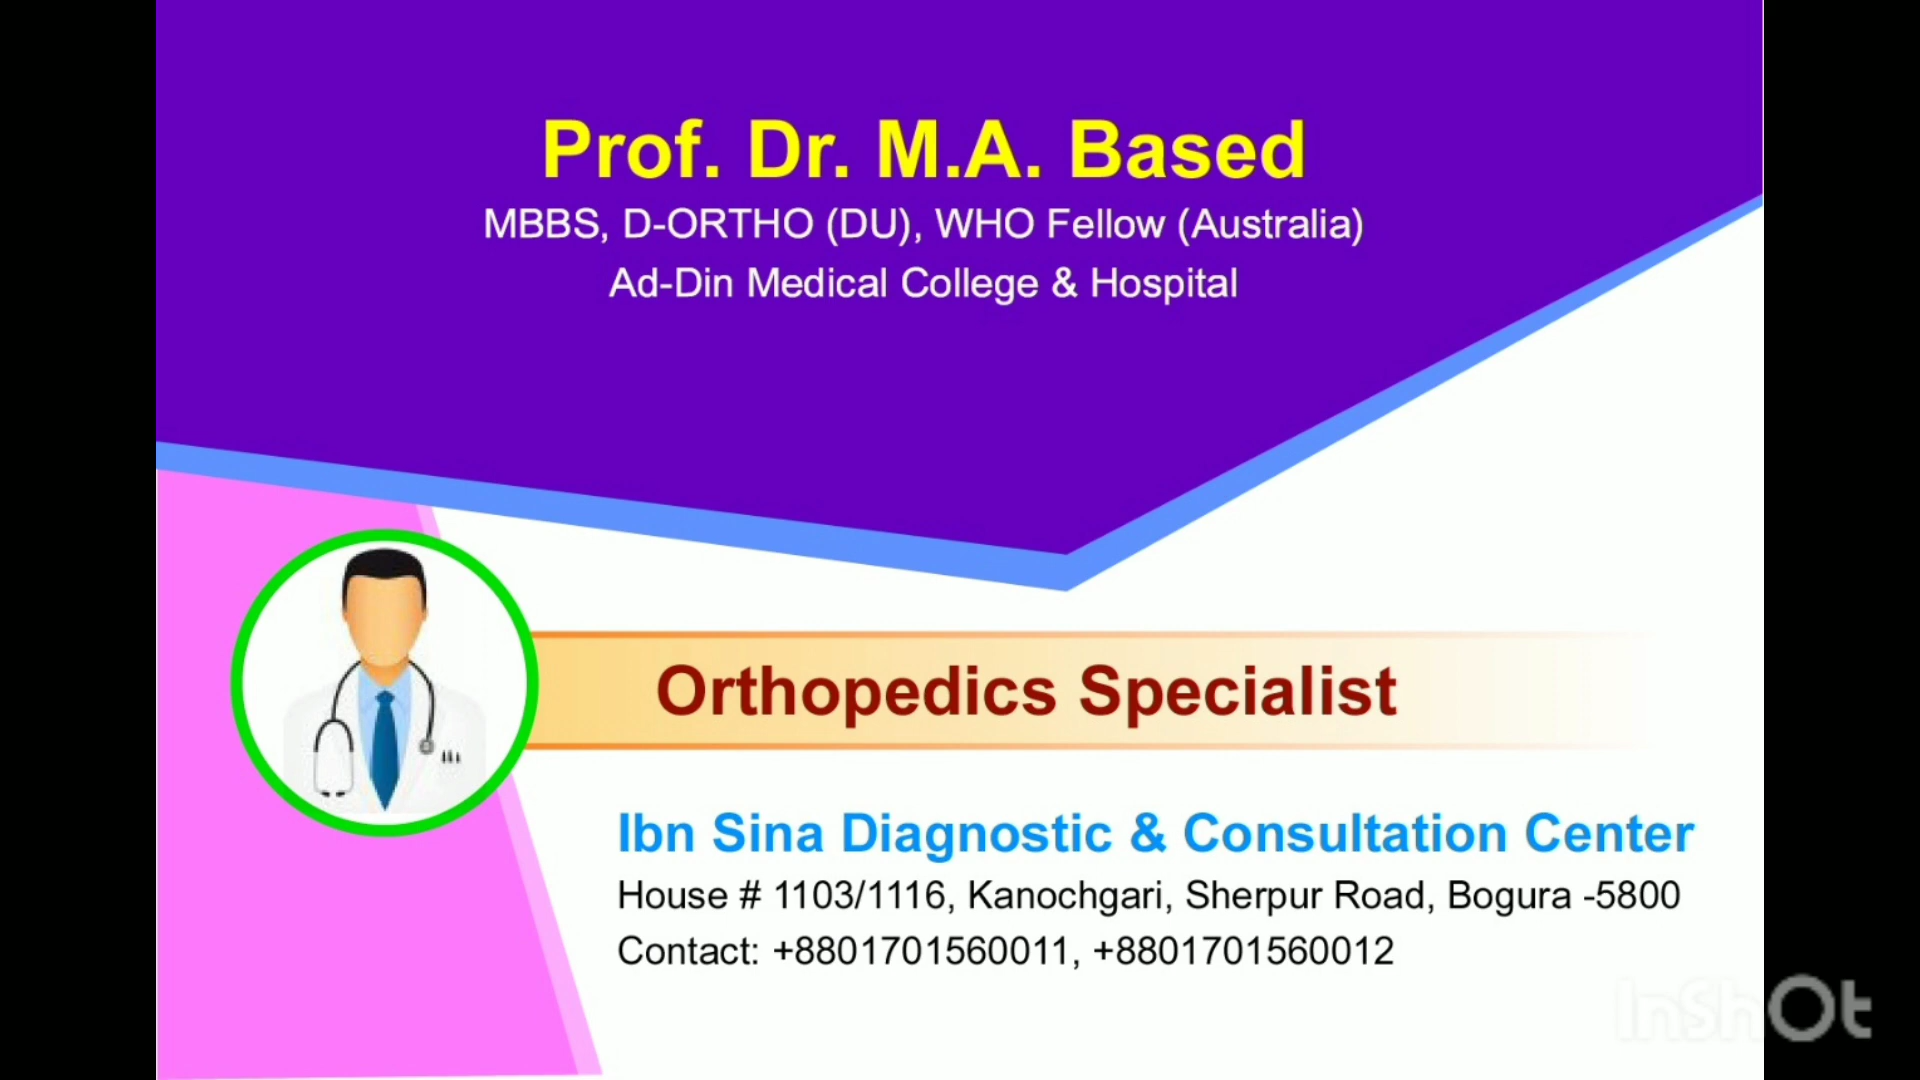 Prof. Dr. M.A. Based
MBBS, D-ORTHO (DU), WHO Fellow (Australia)
Ad-Din Medical College & Hospital
Orthopedics Specialist
Ibn Sina Diagnostic & Consultation Center
House # 1103/1116, Kanochgari, Sherpur Road, Bogura -5800
Contact: +8801701560011, +8801701560012
InShOt